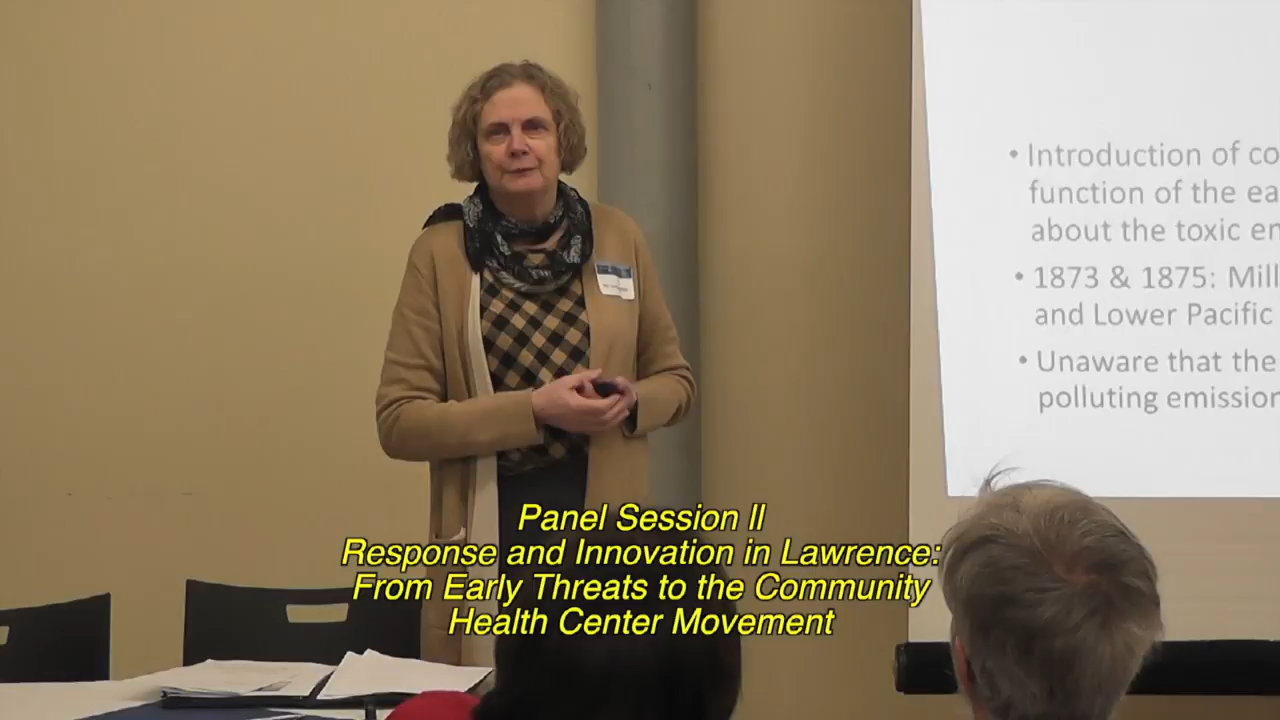 • Introduction of co
function of the ea
about the toxic en
• 1873 & 1875: Mill
and Lower Pacific
• Unaware that the
polluting emission
Panel Session II
Response and Innovation in Lawrence:
From Early Threats to the Community
Health Center Movement